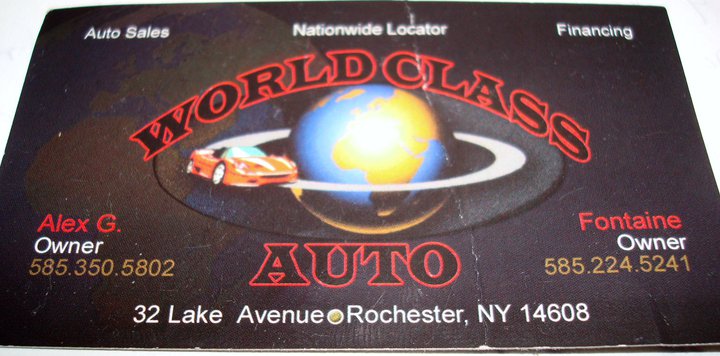 Auto Sales Nationwide Locator Financing
WORLD CLASS
AUTO
Alex G. Fontaine
Owner Owner
585.350.5802 585.224.5241
32 Lake Avenue Rochester, NY 14608